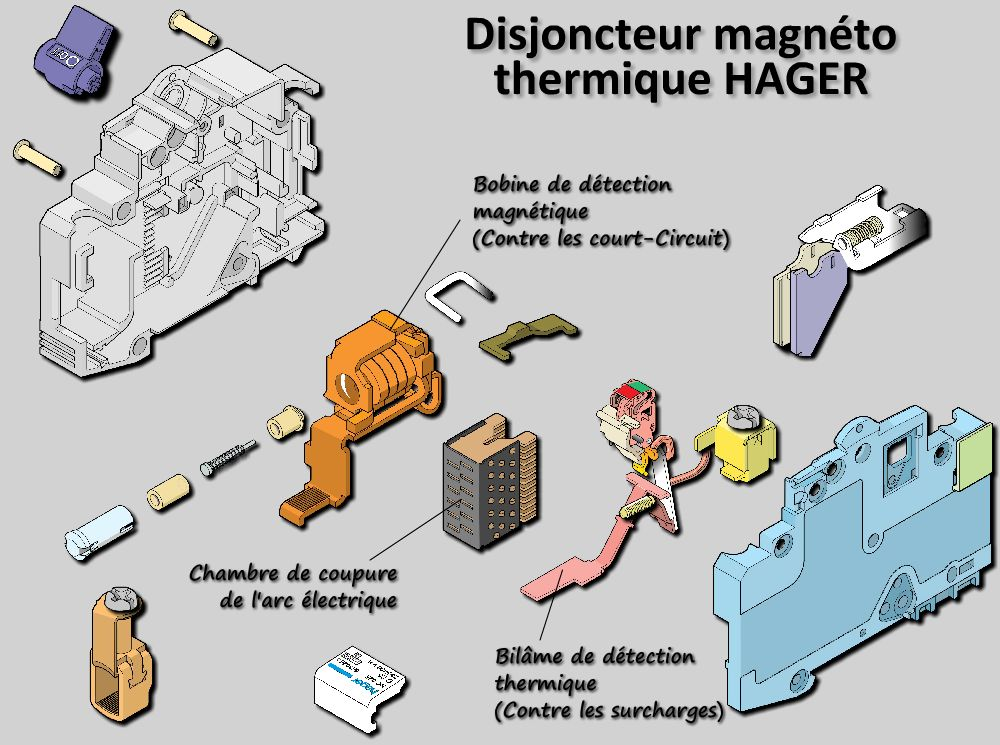 Disjoncteur magnéto
thermique HAGER
Bobine de détection
magnétique
(Contre les court-Circuit)
Chambre de coupure
de l'arc électrique
Bilâme de détection
thermique
(Contre les surcharges)